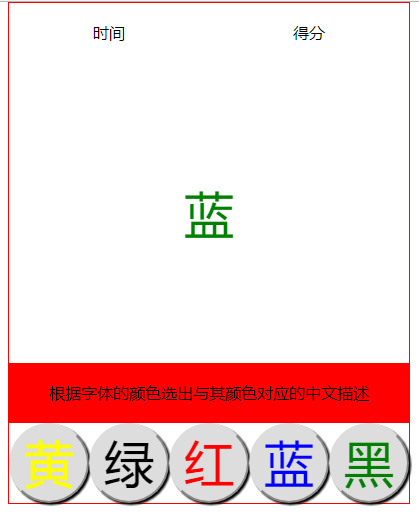 时间 得分
蓝
根据字体的颜色选出与其颜色对应的中文描述
黄 绿 红 蓝 黑